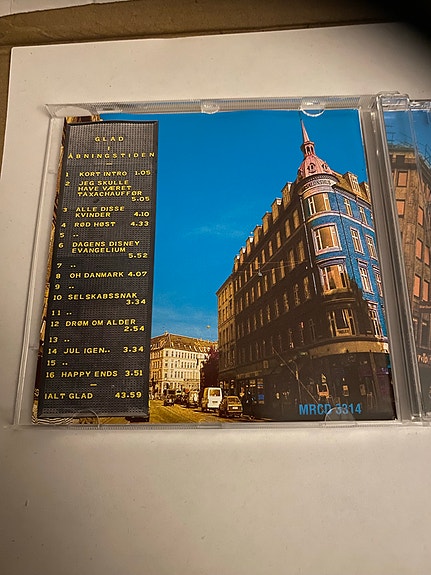 GLAD
I
ÅBNINGSTIDEN
—
1 KORT INTRO 1.05
2 JEG SKULLE
HAVE VÆRET
TAXACHAUFFØR
5.05
3 ALLE DISSE
KVINDER 4.10
4 RØD HØST 4.33
5 ..
6 DAGENS DISNEY
EVANGELIUM
5.52
7 ..
8 OH DANMARK 4.07
9 ..
10 SELSKABSSNAK
3.34
11 ..
12 DRØM OM ALDER
2.54
13 ..
14 JUL IGEN.. 3.34
15 ..
16 HAPPY ENDS 3.51
—
IALT GLAD 43.59
MRCD 3314